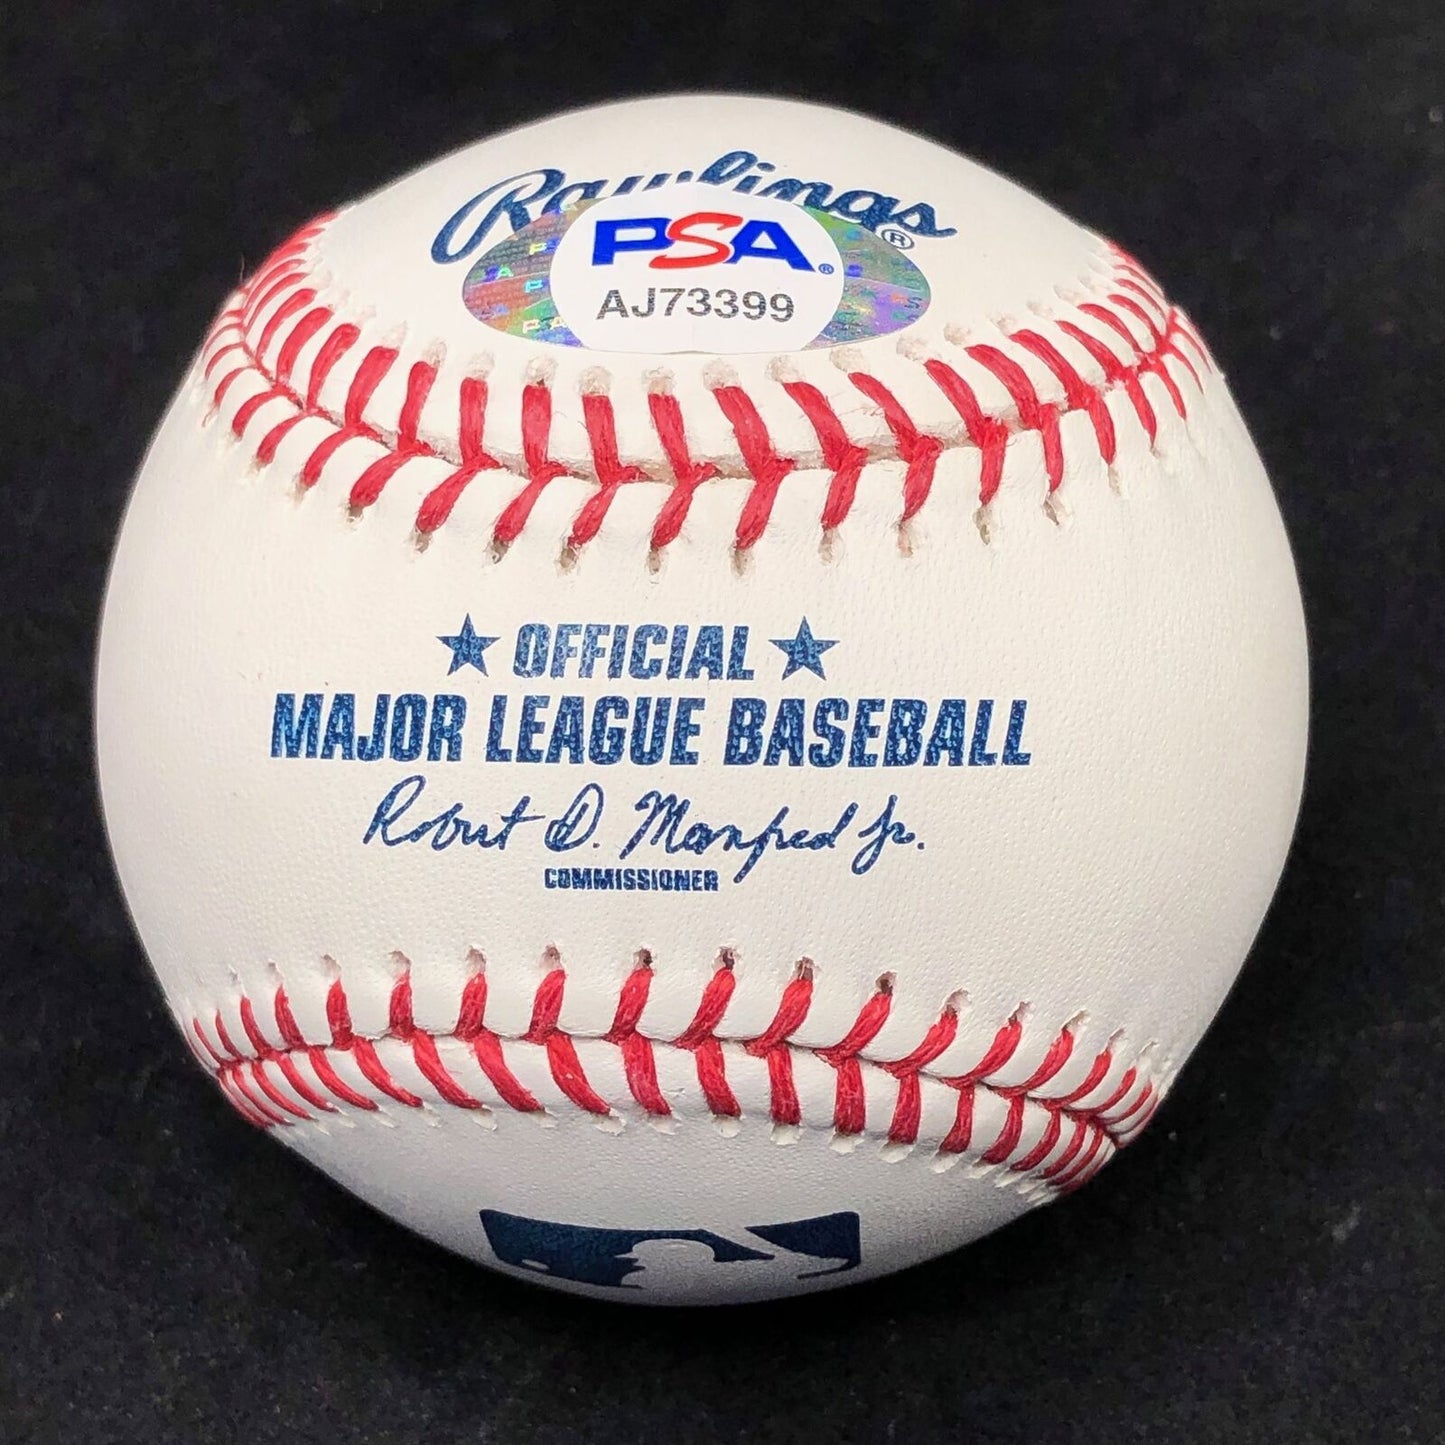 Rawlings®
PSA®
AJ73399
★ OFFICIAL ★
MAJOR LEAGUE BASEBALL
Robert D. Manfred Jr.
COMMISSIONER